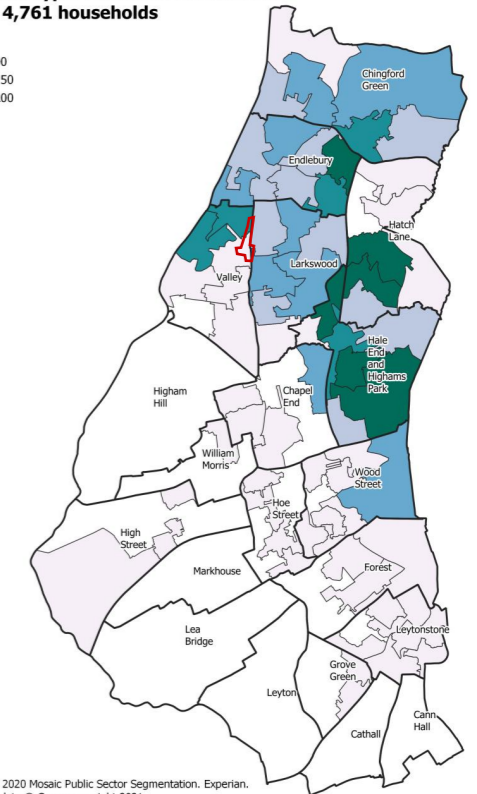 4,761 households
0
50
00
Chingford
Green
Endlebury
Hatch
Lane
Larkswood
Valley
Hale
End
and
Highams
Park
Higham
Hill
Chapel
End
William
Morris
Wood
Street
Hoe
Street
High
Street
Markhouse
Forest
Lea
Bridge
Leytonstone
Grove
Green
Leyton
Cann
Hall
Cathall
2020 Mosaic Public Sector Segmentation. Experian.